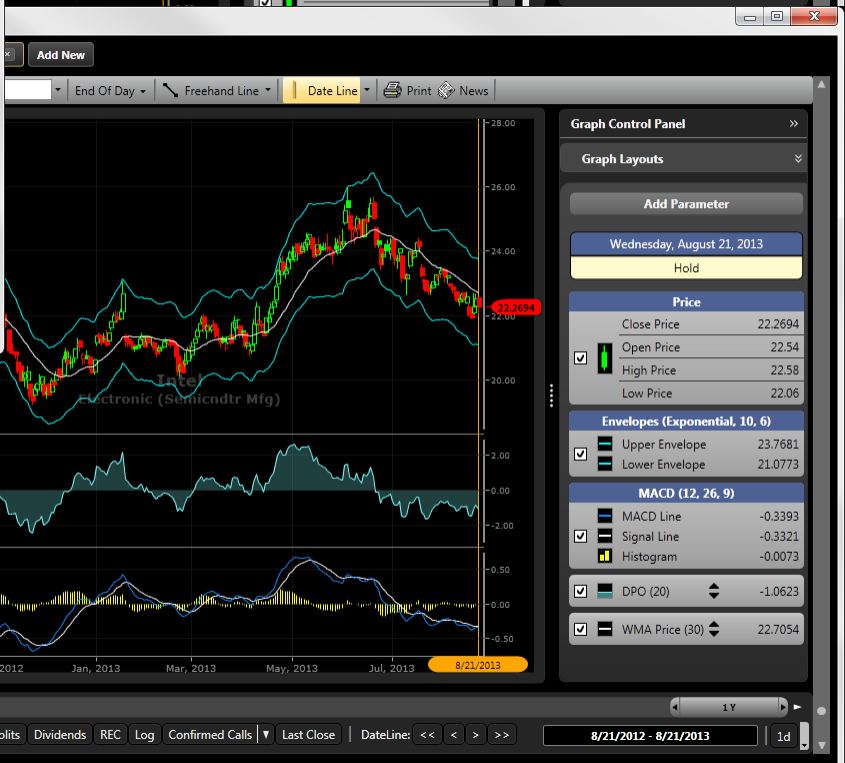 Add New
End Of Day
Freehand Line
Date Line
Print
News
Graph Control Panel
Graph Layouts
Add Parameter
Wednesday, August 21, 2013
Hold
Price
Close Price 22.2694
Open Price 22.54
High Price 22.58
Low Price 22.06
Envelopes (Exponential, 10, 6)
Upper Envelope 23.7681
Lower Envelope 21.0773
MACD (12, 26, 9)
MACD Line -0.3393
Signal Line -0.3321
Histogram -0.0073
DPO (20) -1.0623
WMA Price (30) 22.7054
28.00
26.00
24.00
22.2694
22.00
20.00
Intel
Electronic (Semicndtr Mfg)
2.00
0.00
-2.00
0.50
0.00
-0.50
2012
Jan, 2013
Mar, 2013
May, 2013
Jul, 2013
8/21/2013
1 Y
olits
Dividends
REC
Log
Confirmed Calls
Last Close
DateLine:
<<
<
>
>>
8/21/2012 - 8/21/2013
1d